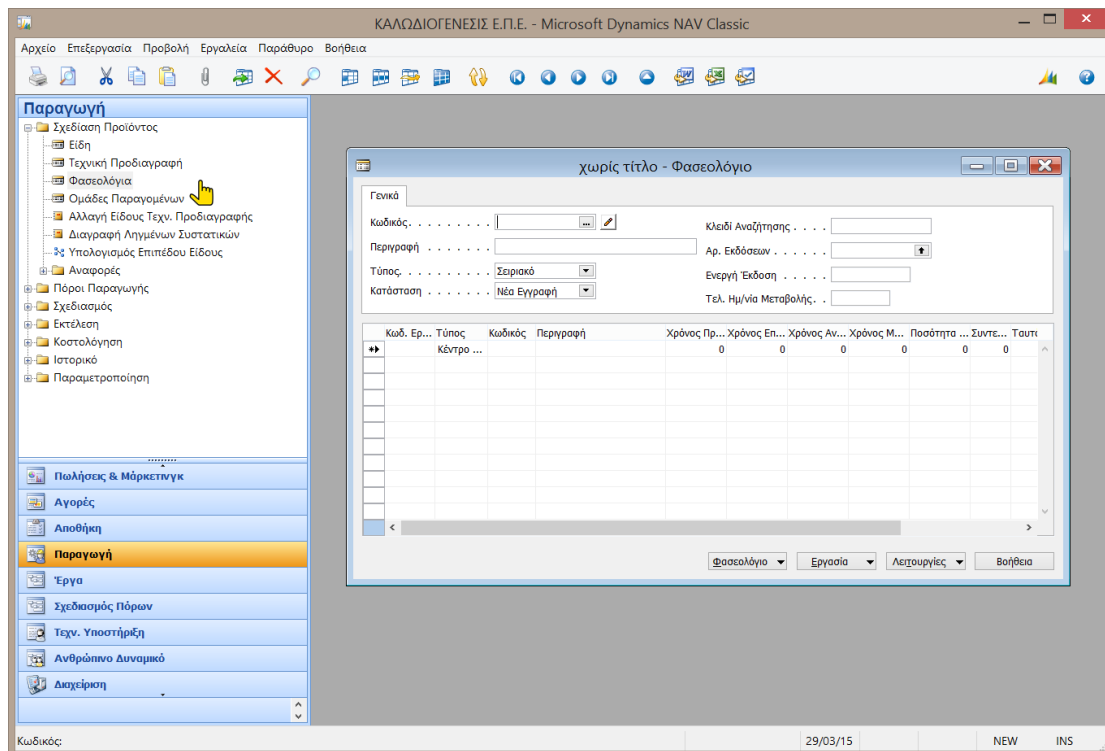 ΚΑΛΩΔΙΟΓΕΝΕΣΙΣ Ε.Π.Ε. - Microsoft Dynamics NAV Classic
Αρχείο Επεξεργασία Προβολή Εργαλεία Παράθυρο Βοήθεια
Παραγωγή
Σχεδίαση Προϊόντος
Είδη
Τεχνική Προδιαγραφή
Φασεολόγια
Ομάδες Παραγομένων
Αλλαγή Είδους Τεχν. Προδιαγραφής
Διαγραφή Ληγμένων Συστατικών
Υπολογισμός Επιπέδου Είδους
Αναφορές
Πόροι Παραγωγής
Σχεδιασμός
Εκτέλεση
Κοστολόγηση
Ιστορικό
Παραμετροποίηση
Πωλήσεις & Μάρκετινγκ
Αγορές
Αποθήκη
Παραγωγή
Έργα
Σχεδιασμός Πόρων
Τεχν. Υποστήριξη
Ανθρώπινο Δυναμικό
Διαχείριση
χωρίς τίτλο - Φασεολόγιο
Γενικά
Κωδικός. . . . . . . . . ...
Περιγραφή . . . . . . .
Τύπος. . . . . . . . . . Σειριακό
Κατάσταση . . . . . . . Νέα Εγγραφή
Κλειδί Αναζήτησης . . . .
Αρ. Εκδόσεων . . . . . .
Ενεργή Έκδοση . . . . .
Τελ. Ημ/νία Μεταβολής. .
Κωδ. Ερ... Τύπος Κωδικός Περιγραφή Χρόνος Πρ... Χρόνος Επ... Χρόνος Αν... Χρόνος Μ... Ποσότητα ... Συντε...
Κέντρο ... 0 0 0 0 0 0
Φασεολόγιο Εργασία Λειτουργίες Βοήθεια
Κωδικός: 29/03/15 NEW INS